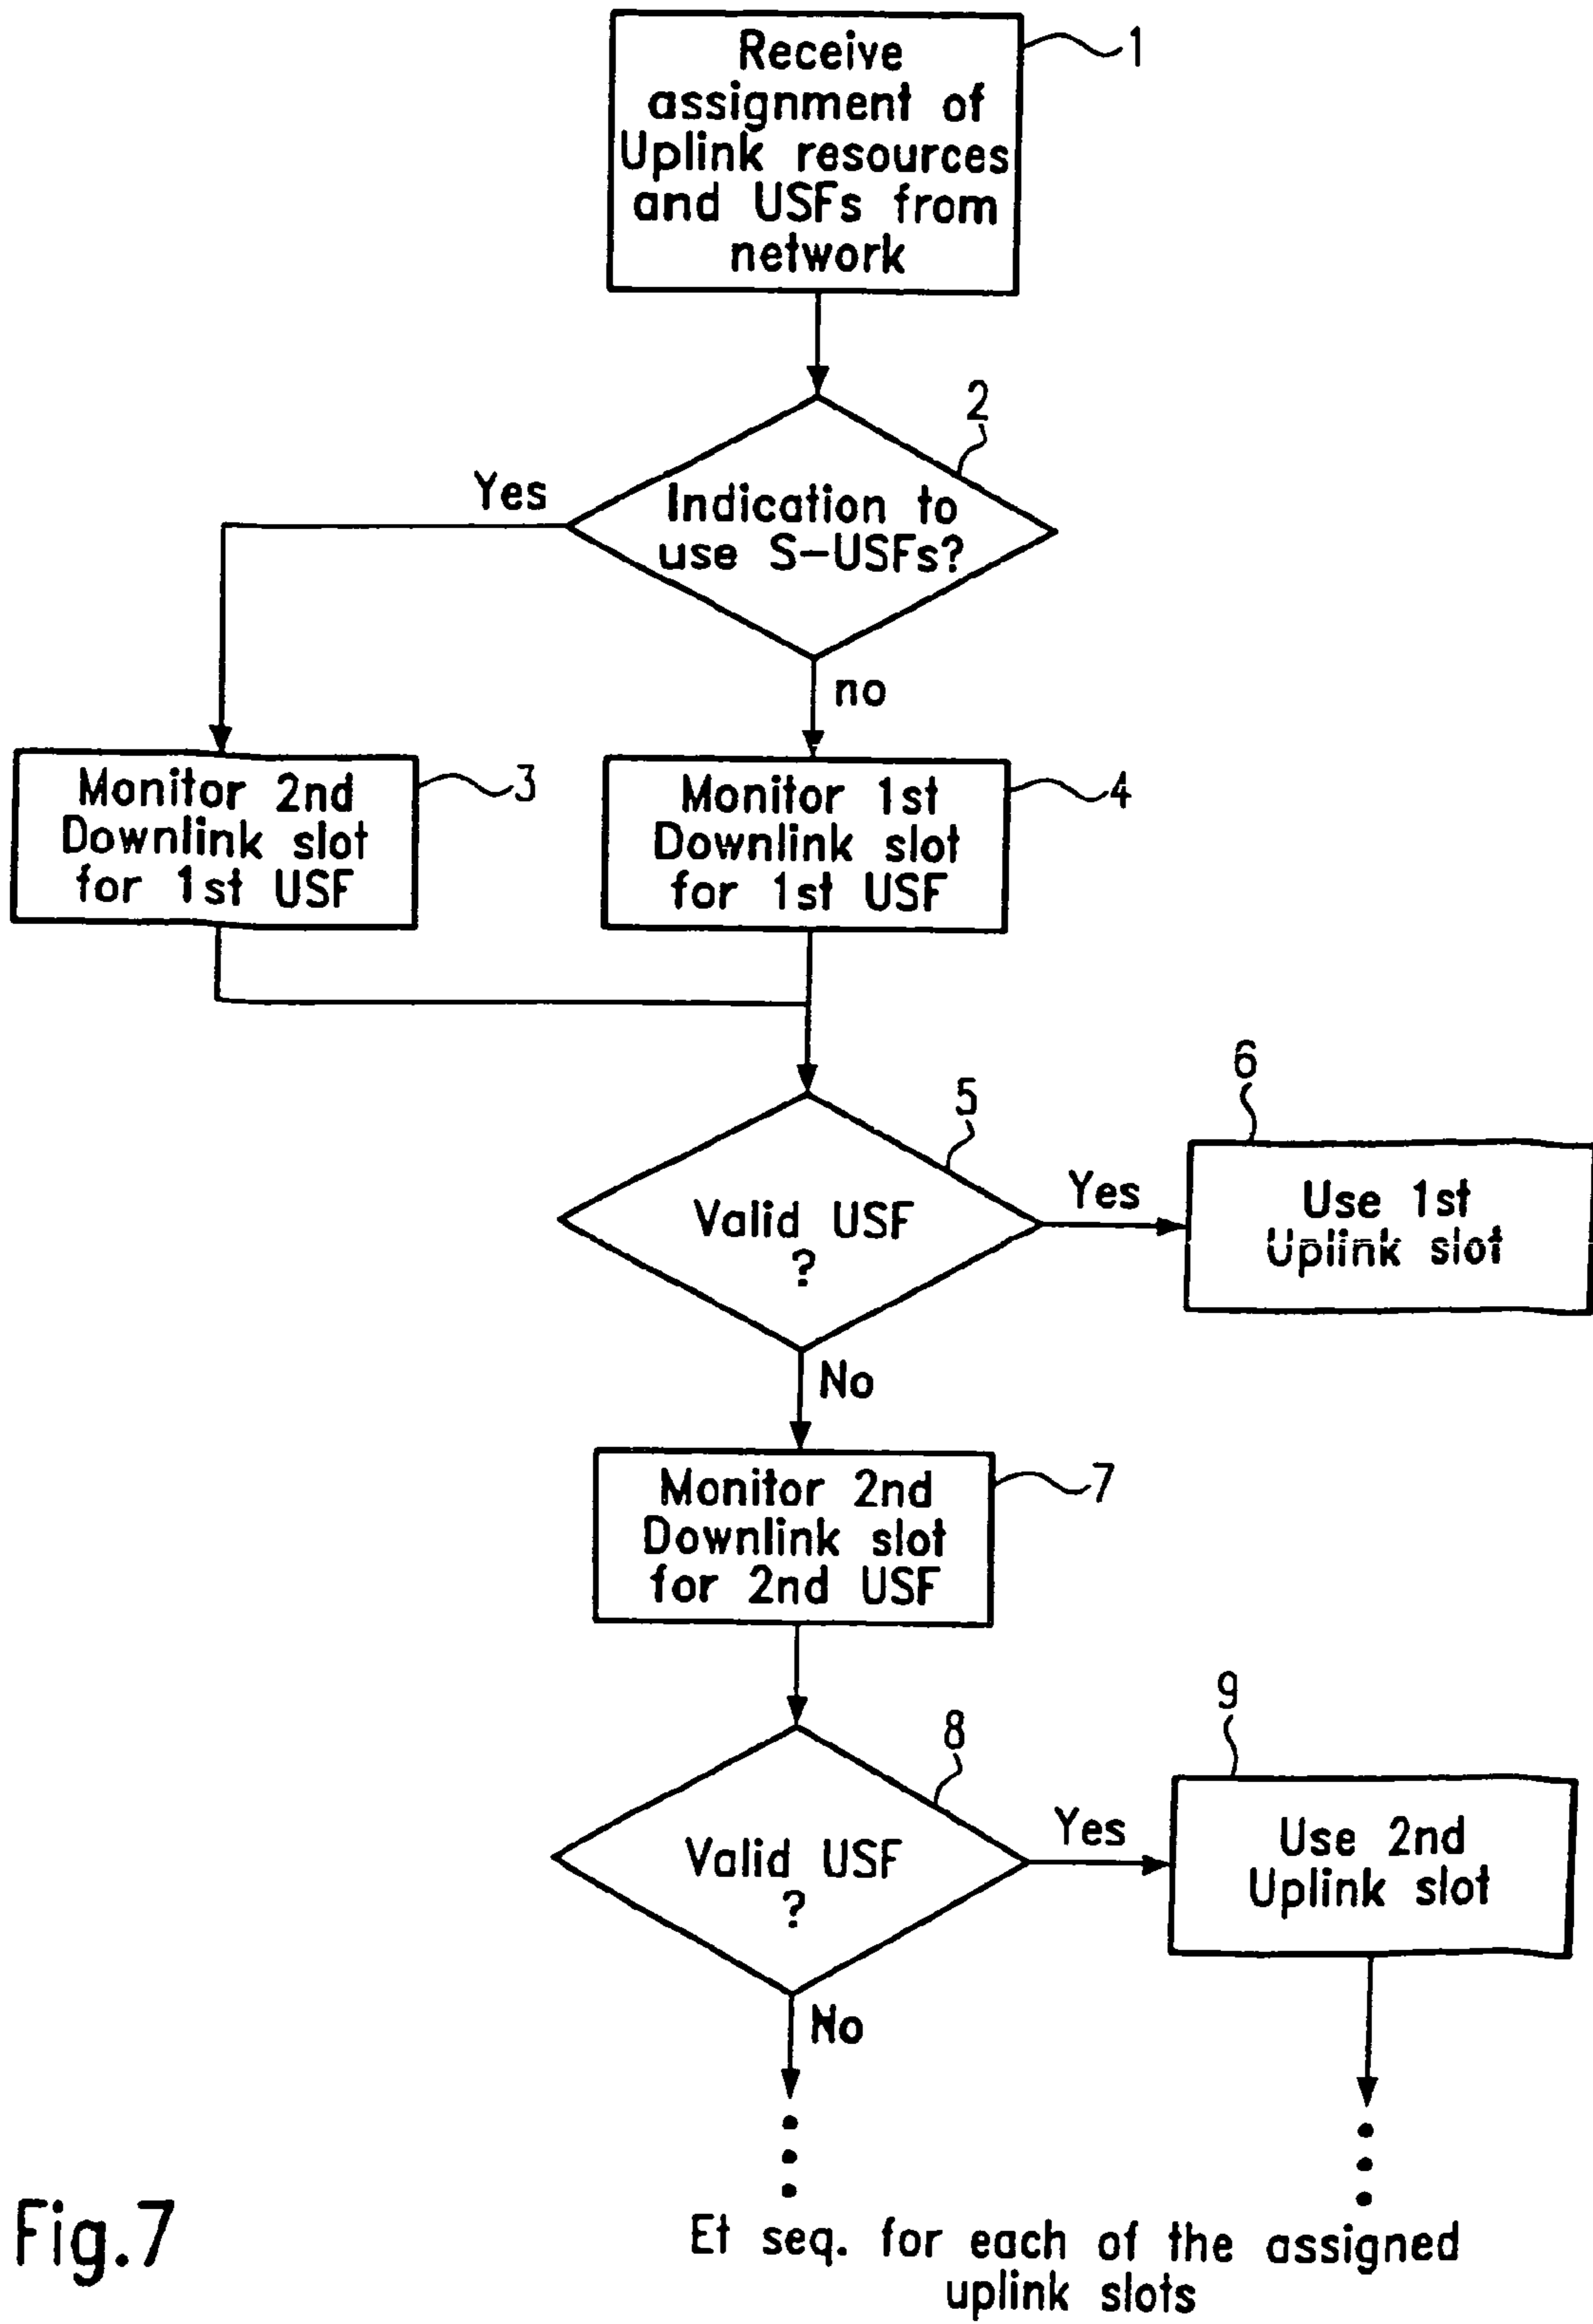 Receive
assignment of
Uplink resources
and USFs from
network
1
2
Yes
Indication to
use S-USFs?
no
Monitor 2nd
Downlink slot
for 1st USF
3
Monitor 1st
Downlink slot
for 1st USF
4
5
Valid USF
?
Yes
6
Use 1st
Uplink slot
No
Monitor 2nd
Downlink slot
for 2nd USF
7
8
Valid USF
?
Yes
9
Use 2nd
Uplink slot
No
Et seq. for each of the assigned
uplink slots
Fig.7